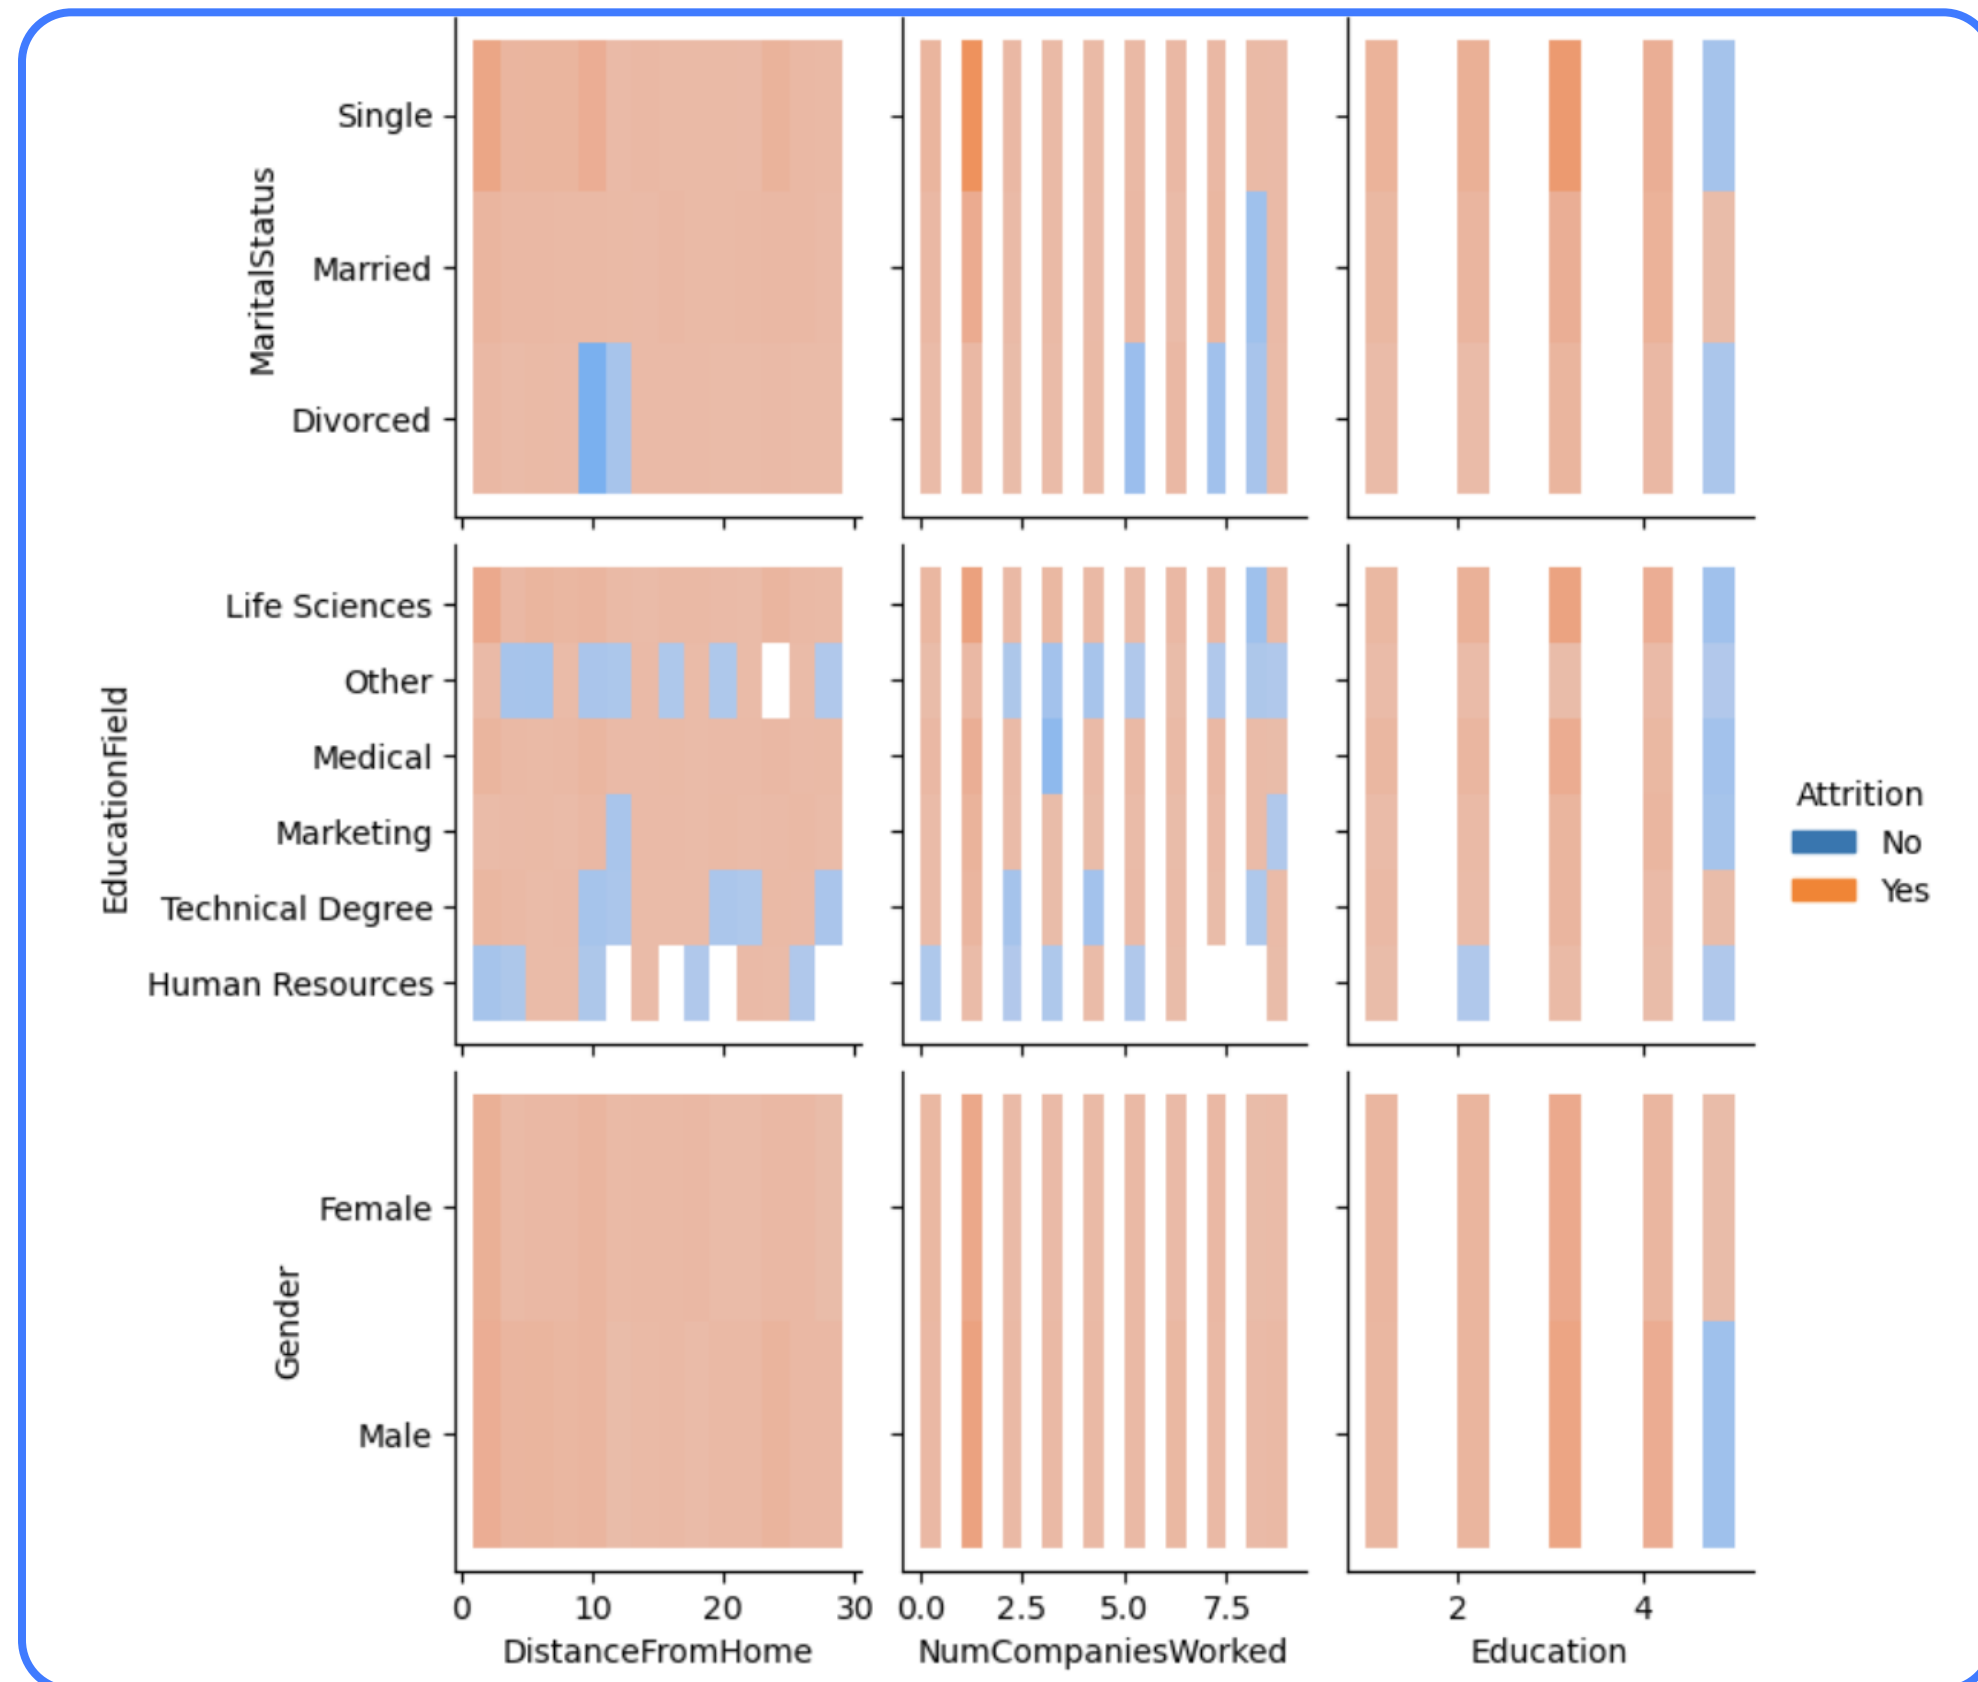 MaritalStatus
Single
Married
Divorced
EducationField
Life Sciences
Other
Medical
Marketing
Technical Degree
Human Resources
Attrition
No
Yes
Gender
Female
Male
0 10 20 30 0.0 2.5 5.0 7.5 2 4
DistanceFromHome NumCompaniesWorked Education